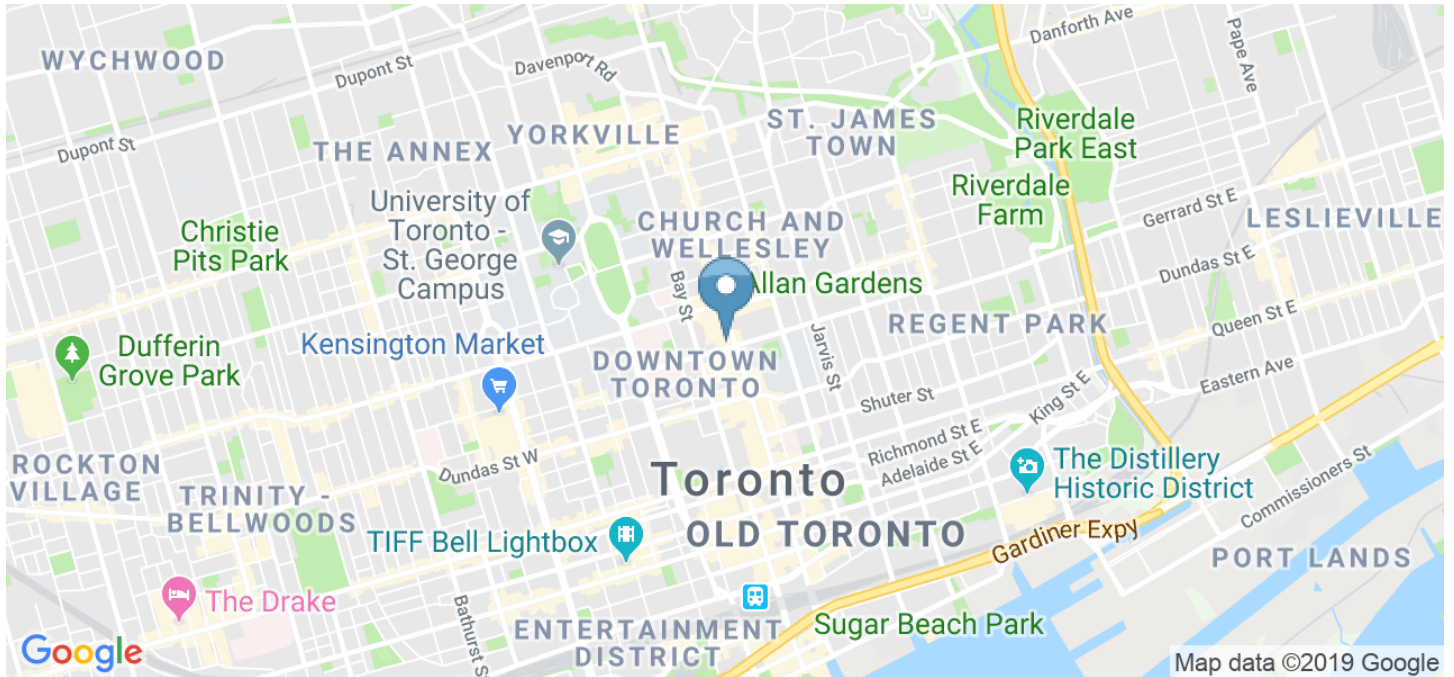 Danforth Ave
Pape Ave
WYCHWOOD
Davenport Rd
Dupont St
Dupont St
THE ANNEX
YORKVILLE
ST. JAMES
TOWN
Riverdale
Park East
Riverdale
Farm
Gerrard St E
LESLIEVILLE
University of
Toronto -
St. George
Campus
Christie
Pits Park
CHURCH AND
WELLESLEY
Bay St
Allan Gardens
Dundas St E
REGENT PARK
Queen St E
Kensington Market
Dufferin
Grove Park
DOWNTOWN
TORONTO
Jarvis St
Shuter St
King St E
Eastern Ave
Richmond St E
Adelaide St E
ROCKTON
VILLAGE
Dundas St W
Toronto
The Distillery
Historic District
Commissioners St
TRINITY -
BELLWOODS
TIFF Bell Lightbox
OLD TORONTO
Gardiner Expy
PORT LANDS
The Drake
Bathurst S
ENTERTAINMENT
DISTRICT
Sugar Beach Park
Google
Map data ©2019 Google